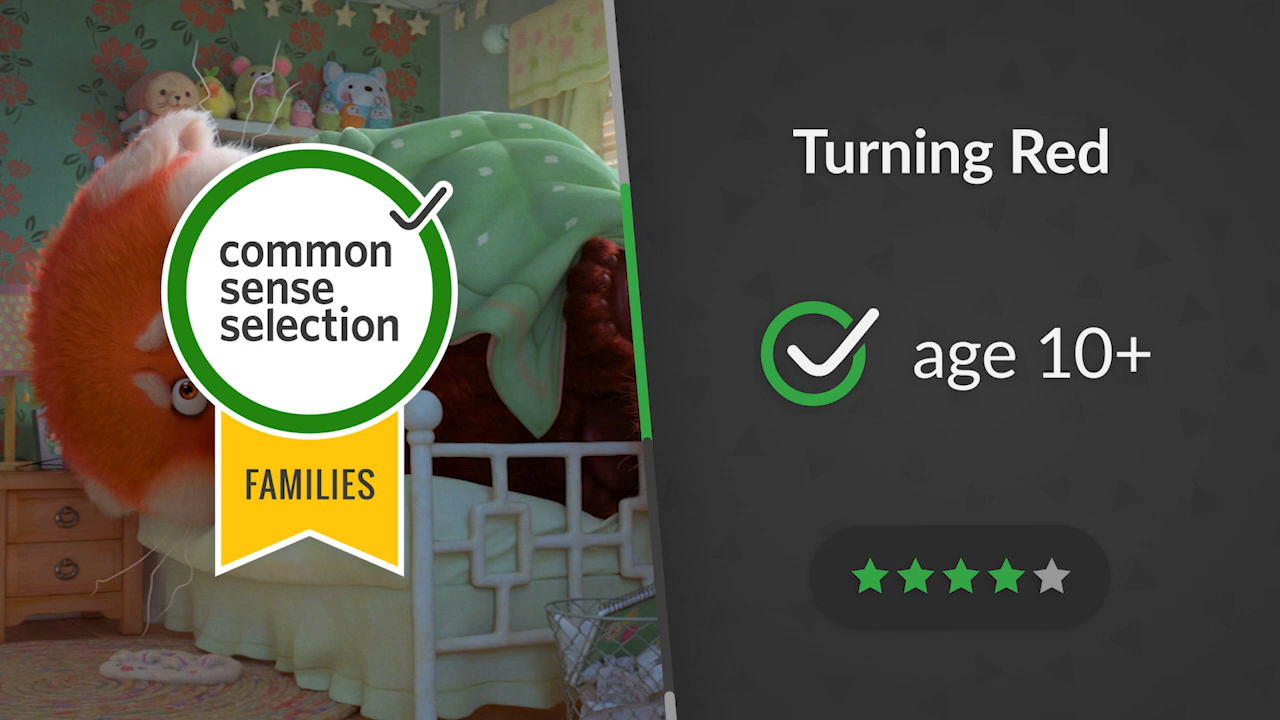 common
sense
selection
FAMILIES
Turning Red
age 10+